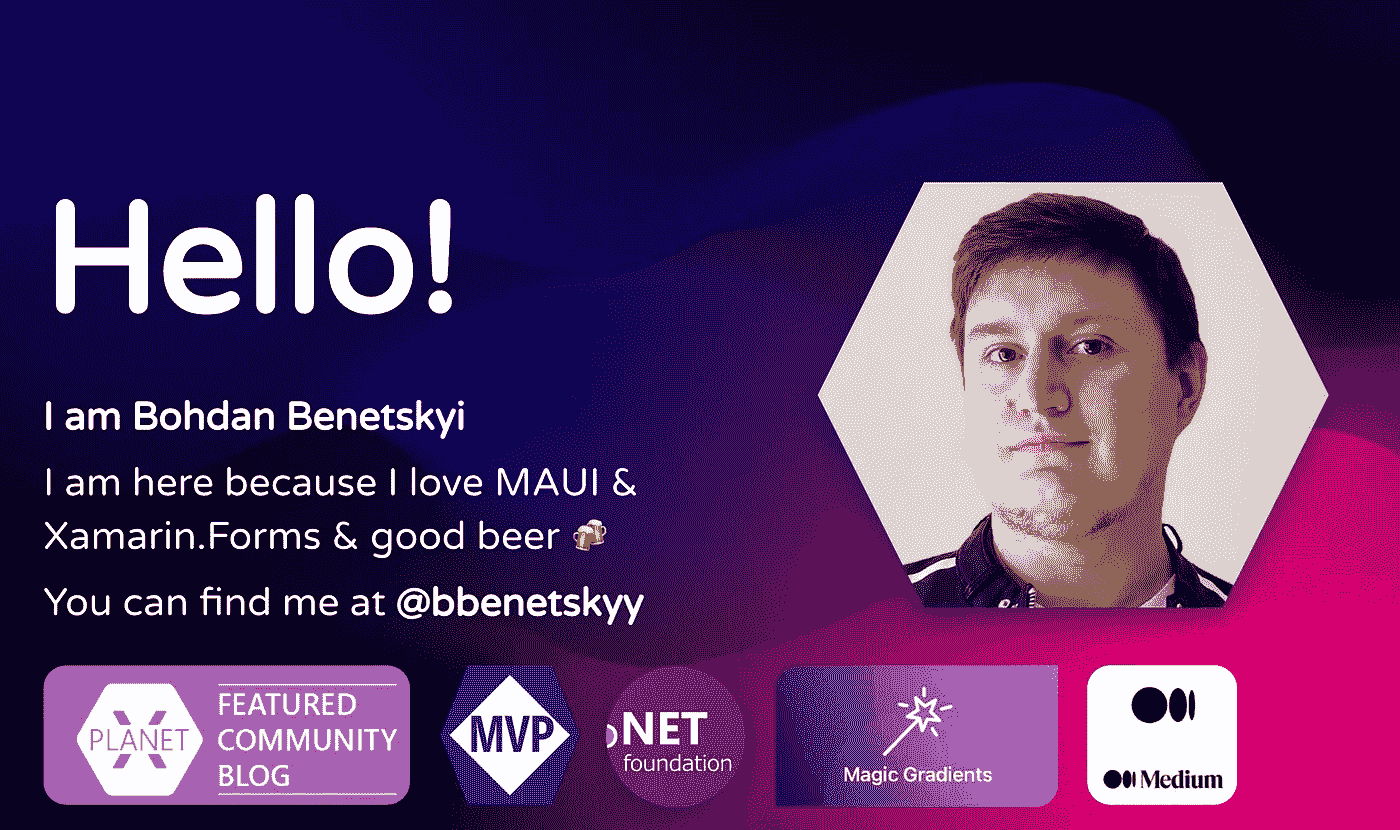 Hello!
I am Bohdan Benetskyi
I am here because I love MAUI &
Xamarin.Forms & good beer 🍻
You can find me at @bbenetskyy
PLANET
FEATURED
COMMUNITY
BLOG
MVP
NET
foundation
Magic Gradients
Medium